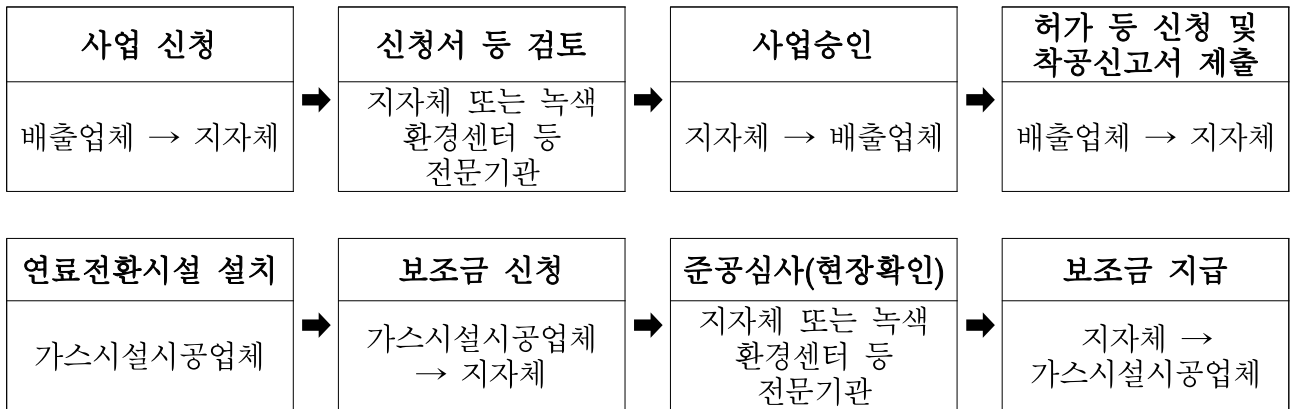 사업 신청
배출업체 → 지자체
신청서 등 검토
지자체 또는 녹색
환경센터 등
전문기관
사업승인
지자체 → 배출업체
허가 등 신청 및
착공신고서 제출
배출업체 → 지자체
연료전환시설 설치
가스시설시공업체
보조금 신청
가스시설시공업체
→ 지자체
준공심사(현장확인)
지자체 또는 녹색
환경센터 등
전문기관
보조금 지급
지자체 →
가스시설시공업체